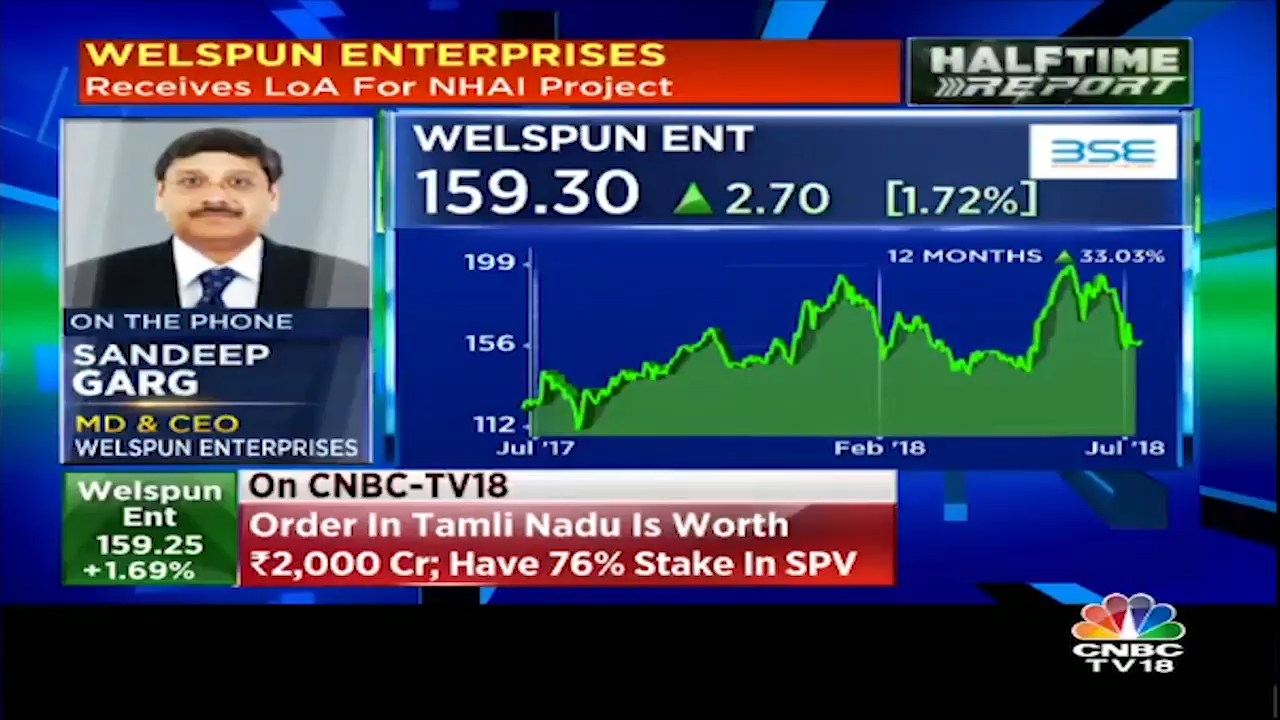 WELSPUN ENTERPRISES
Receives LoA For NHAI Project
HALFTIME
REPORT
WELSPUN ENT
159.30 ▲ 2.70 [1.72%]
BSE
12 MONTHS ▲ 33.03%
199
156
112
Jul '17 Feb '18 Jul '18
ON THE PHONE
SANDEEP
GARG
MD & CEO
WELSPUN ENTERPRISES
Welspun
Ent
159.25
+1.69%
On CNBC-TV18
Order In Tamli Nadu Is Worth
₹2,000 Cr; Have 76% Stake In SPV
CNBC
TV18